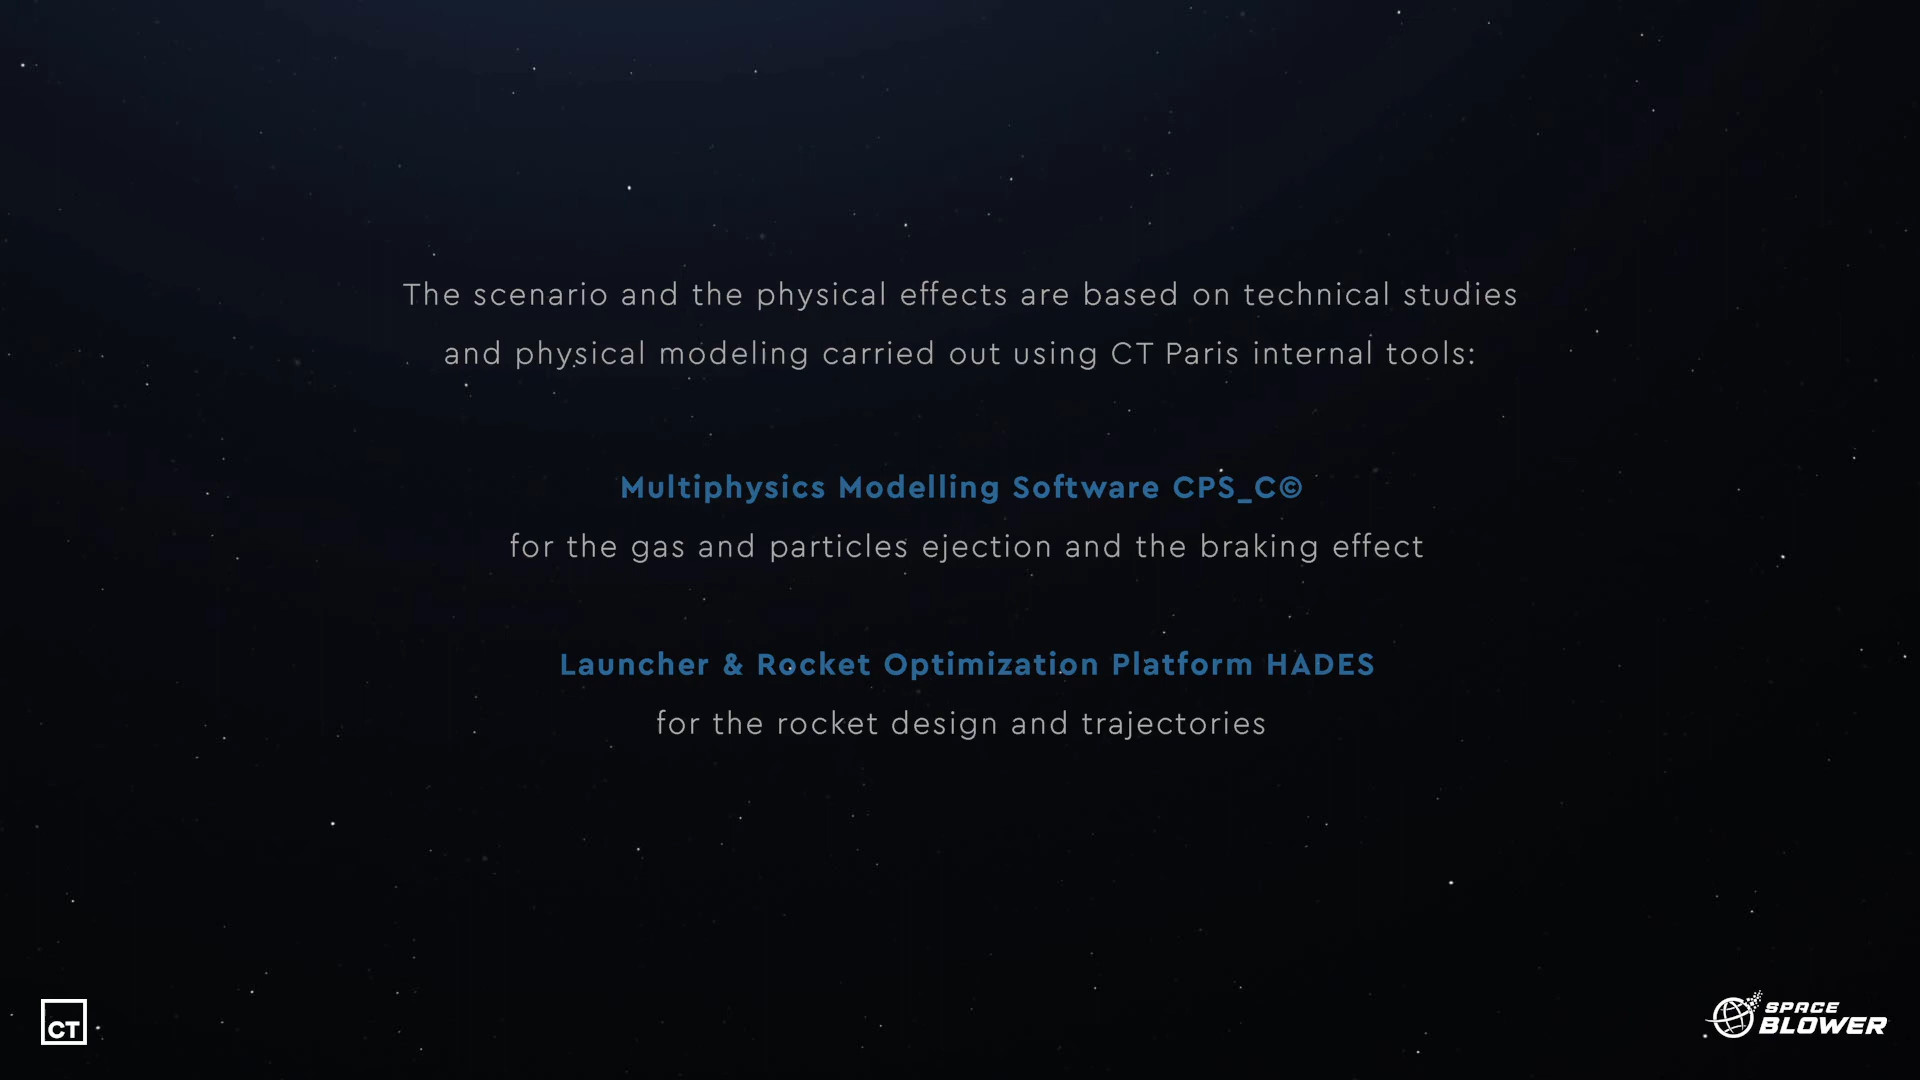 The scenario and the physical effects are based on technical studies
and physical modeling carried out using CT Paris internal tools:
Multiphysics Modelling Software CPS_C©
for the gas and particles ejection and the braking effect
Launcher & Rocket Optimization Platform HADES
for the rocket design and trajectories
CT
SPACE
BLOWER